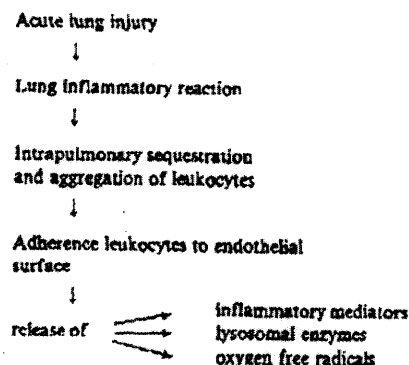 Acute lung injury
↓
Lung inflammatory reaction
↓
Intrapulmonary sequestration
and aggregation of leukocytes
↓
Adherence leukocytes to endothelial
surface
↓
release of
inflammatory mediators
lysosomal enzymes
oxygen free radicals